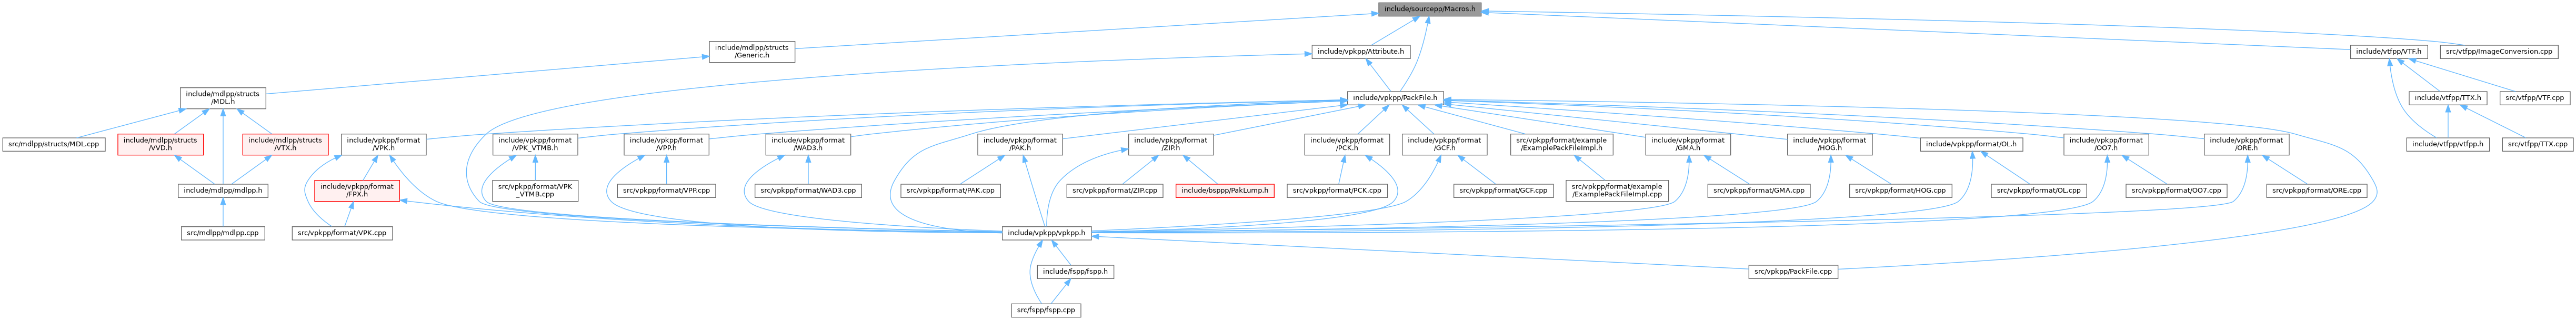 include/sourcepp/Macros.h
include/mdlpp/structs
/Generic.h
include/vpkpp/Attribute.h
include/vtfpp/VTF.h
src/vtfpp/ImageConversion.cpp
include/mdlpp/structs
/MDL.h
include/vpkpp/PackFile.h
include/vtfpp/TTX.h
src/vtfpp/VTF.cpp
src/mdlpp/structs/MDL.cpp
include/mdlpp/structs
/VVD.h
include/mdlpp/structs
/VTX.h
include/vpkpp/format
/VPK.h
include/vpkpp/format
/VPK_VTMB.h
include/vpkpp/format
/VPP.h
include/vpkpp/format
/WAD3.h
include/vpkpp/format
/PAK.h
include/vpkpp/format
/ZIP.h
include/vpkpp/format
/PCK.h
include/vpkpp/format
/GCF.h
src/vpkpp/format/example
/ExamplePackFileImpl.h
include/vpkpp/format
/GMA.h
include/vpkpp/format
/HOG.h
include/vpkpp/format/OL.h
include/vpkpp/format
/OO7.h
include/vpkpp/format
/ORE.h
include/vtfpp/vtfpp.h
src/vtfpp/TTX.cpp
include/mdlpp/mdlpp.h
include/vpkpp/format
/FPX.h
src/vpkpp/format/VPK
_VTMB.cpp
src/vpkpp/format/VPP.cpp
src/vpkpp/format/WAD3.cpp
src/vpkpp/format/PAK.cpp
src/vpkpp/format/ZIP.cpp
include/bsppp/PakLump.h
src/vpkpp/format/PCK.cpp
src/vpkpp/format/GCF.cpp
src/vpkpp/format/example
/ExamplePackFileImpl.cpp
src/vpkpp/format/GMA.cpp
src/vpkpp/format/HOG.cpp
src/vpkpp/format/OL.cpp
src/vpkpp/format/OO7.cpp
src/vpkpp/format/ORE.cpp
src/mdlpp/mdlpp.cpp
src/vpkpp/format/VPK.cpp
include/vpkpp/vpkpp.h
include/fspp/fspp.h
src/vpkpp/PackFile.cpp
src/fspp/fspp.cpp